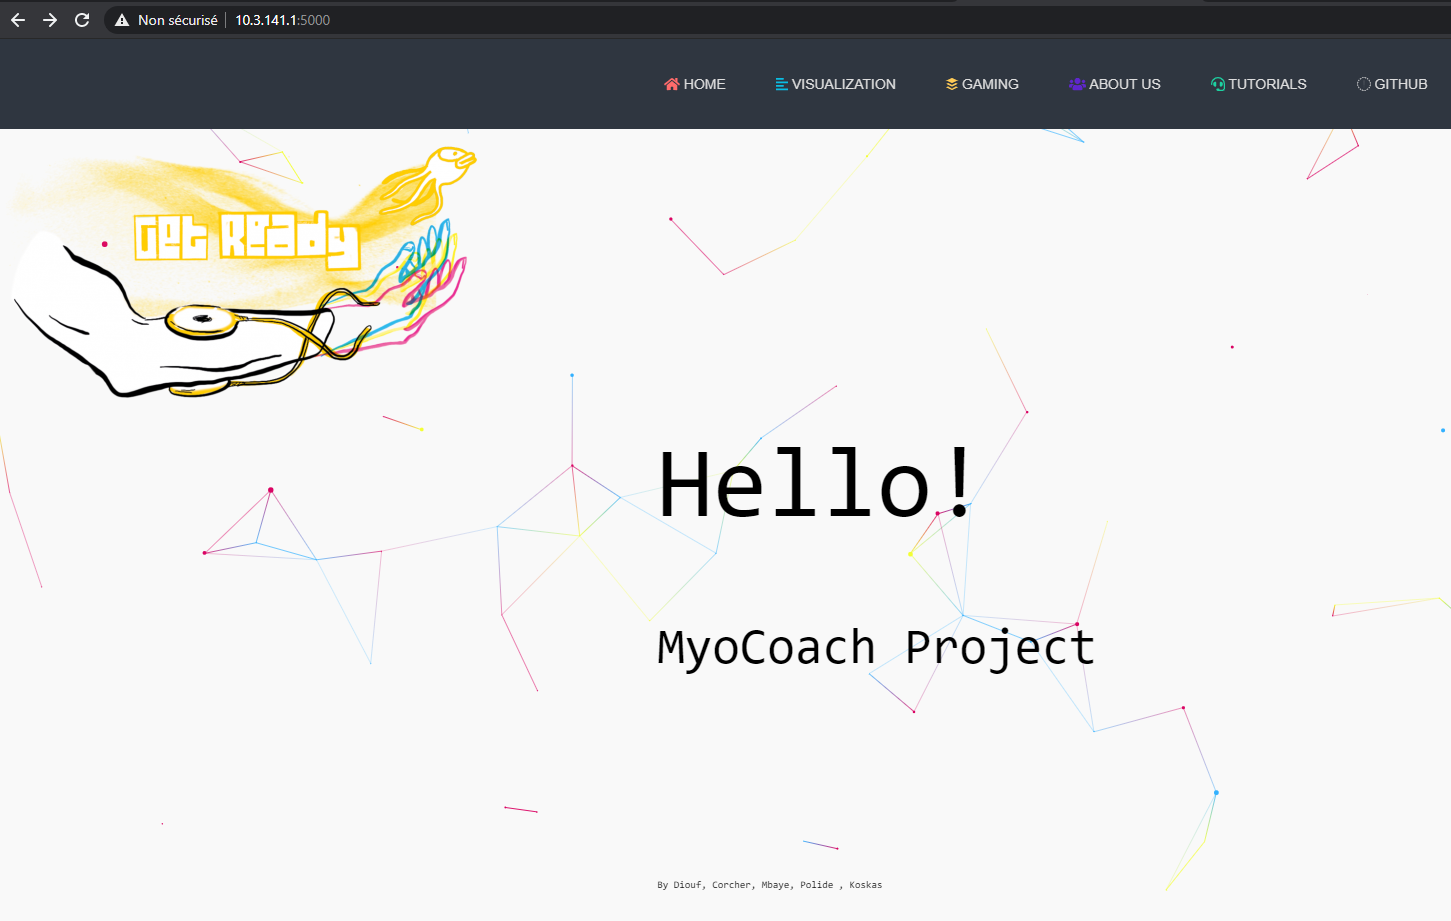 Non sécurisé | 10.3.141.1:5000
HOME VISUALIZATION GAMING ABOUT US TUTORIALS GITHUB
Get Ready
Hello!
MyoCoach Project
By Diouf, Corcher, Mbaye, Polide , Koskas